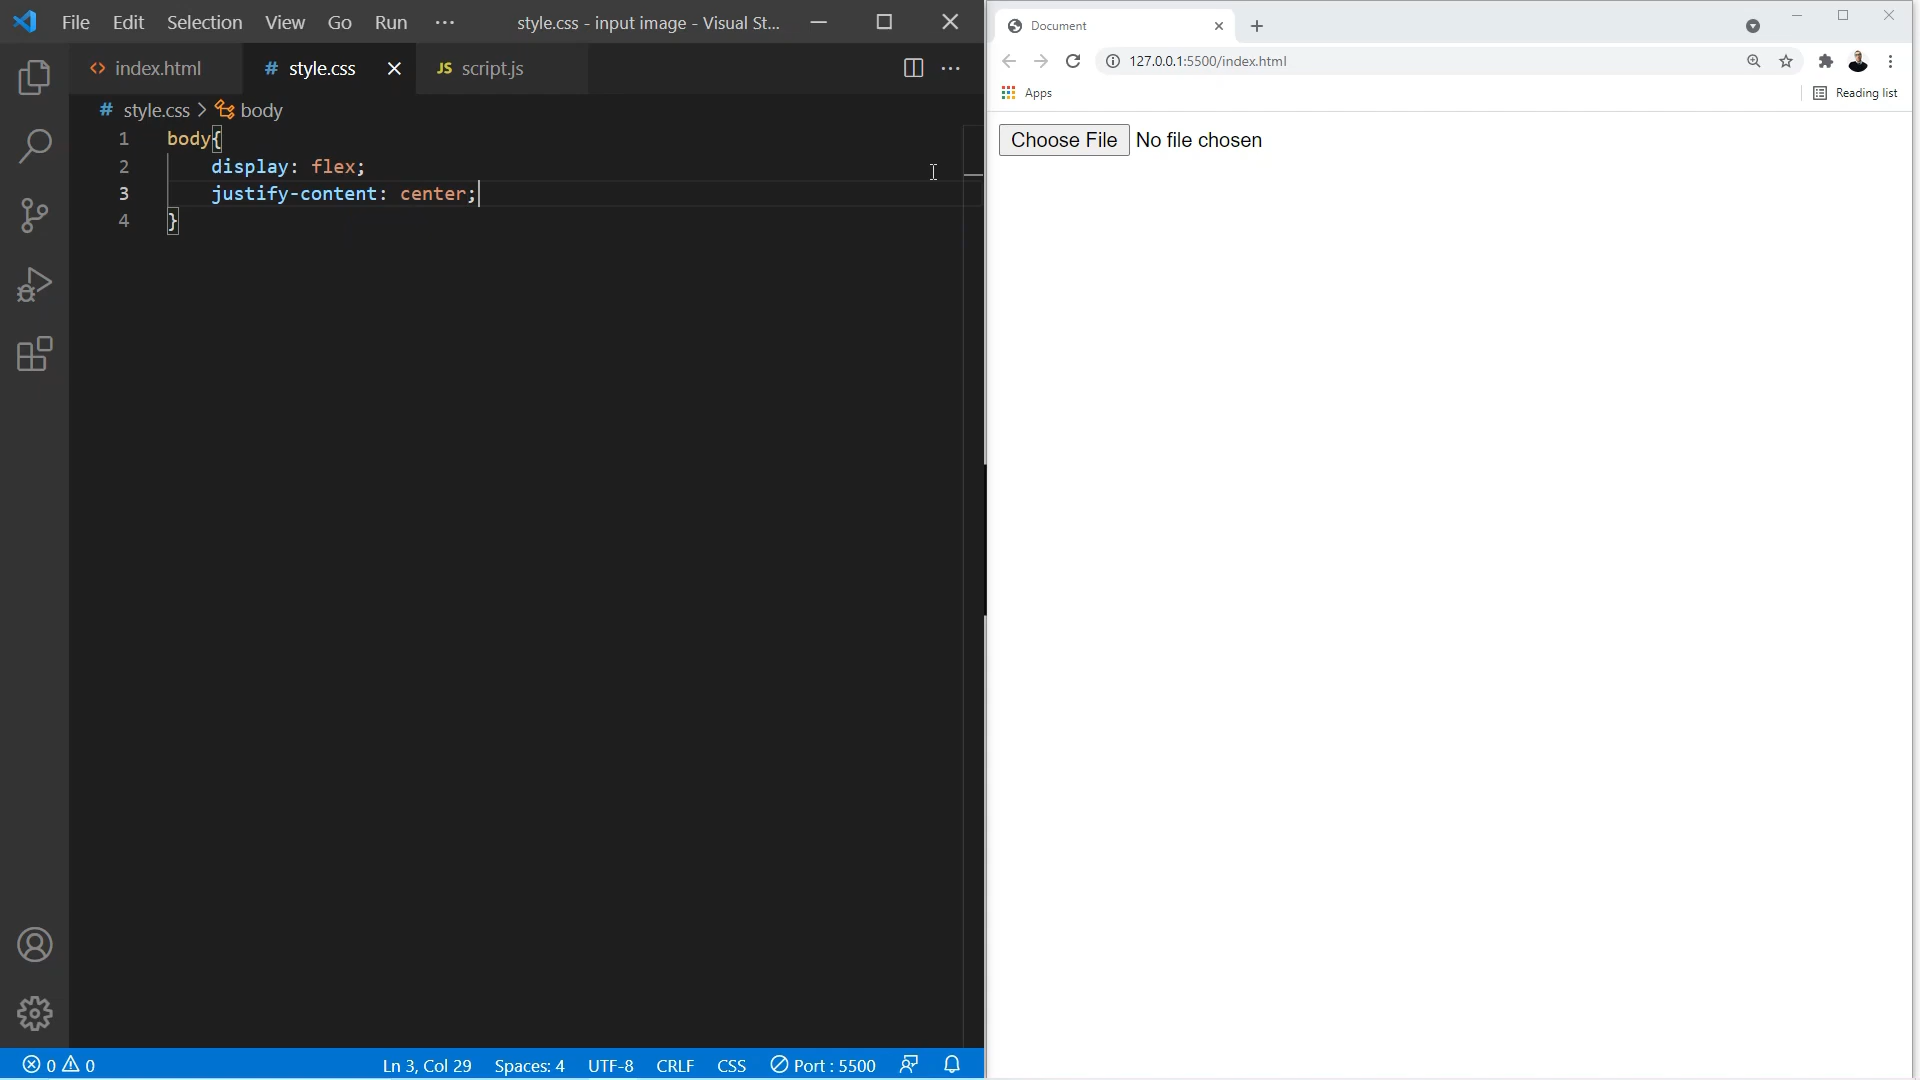 File Edit Selection View Go Run ··· style.css - input image - Visual St...
index.html # style.css JS script.js
# style.css > body
1 body{
2 display: flex;
3 justify-content: center;
4 }
0 0 Ln 3, Col 29 Spaces: 4 UTF-8 CRLF CSS Port : 5500
Document
127.0.0.1:5500/index.html
Apps Reading list
Choose File No file chosen